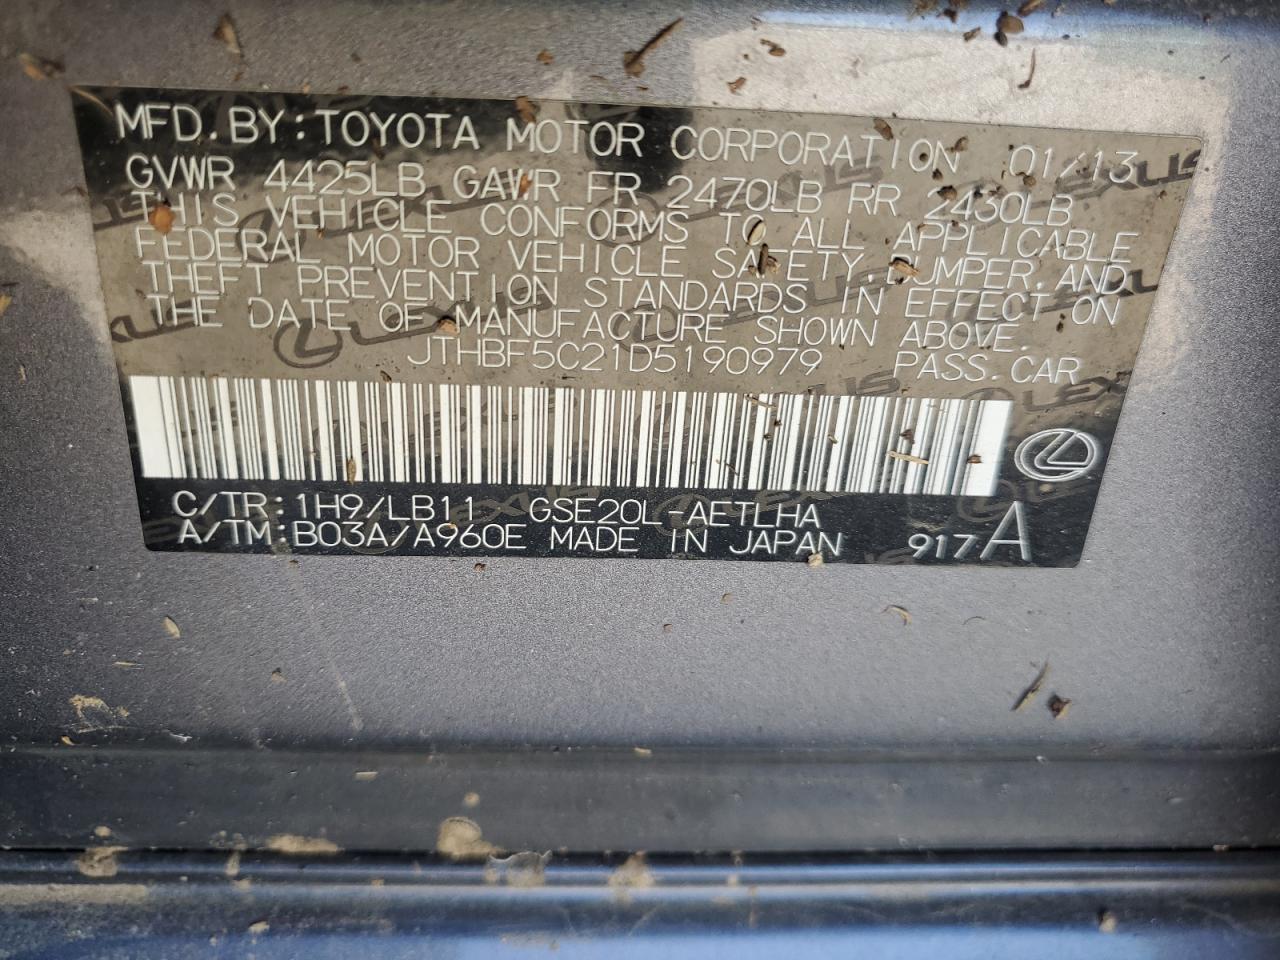 MFD.BY:TOYOTA MOTOR CORPORATION 01/13
GVWR 4425LB GAWR FR 2470LB RR 2430LB
THIS VEHICLE CONFORMS TO ALL APPLICABLE
FEDERAL MOTOR VEHICLE SAFETY,BUMPER,AND
THEFT PREVENTION STANDARDS IN EFFECT ON
THE DATE OF MANUFACTURE SHOWN ABOVE.
JTHBF5C21D5190979 PASS.CAR
C/TR:1H9/LB11 GSE20L-AETLHA
A/TM:B03A/A960E MADE IN JAPAN 917 A